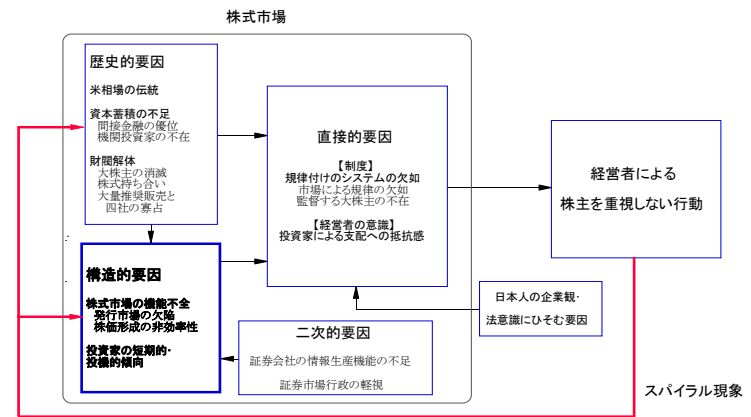 株式市場
歴史的要因
米相場の伝統
資本蓄積の不足
間接金融の優位
機関投資家の不在
財閥解体
大株主の消滅
株式持ち合い
大量推奨販売と
四社の寡占
構造的要因
株式市場の機能不全
発行市場の欠陥
株価形成の非効率性
投資家の短期的・
投機的傾向
直接的要因
【制度】
規律付けのシステムの欠如
市場による規律の欠如
監督する大株主の不在
【経営者の意識】
投資家による支配への抵抗感
二次的要因
証券会社の情報生産機能の不足
証券市場行政の軽視
日本人の企業観・
法意識にひそむ要因
経営者による
株主を重視しない行動
スパイラル現象